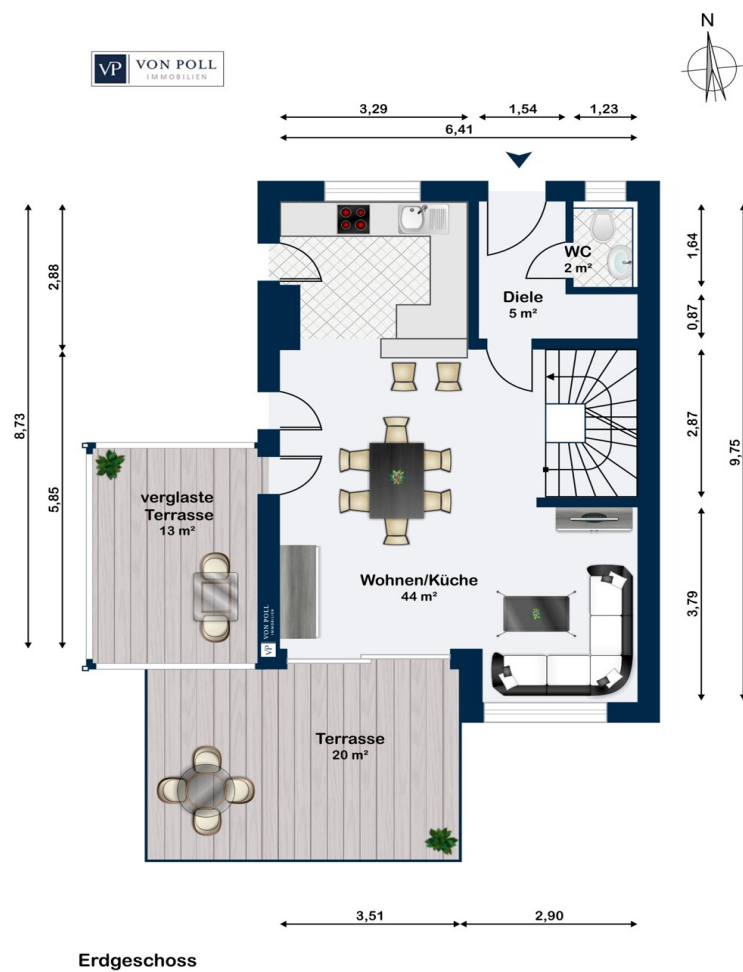 N
VP VON POLL
IMMOBILIEN
3,29
1,54
1,23
6,41
WC
2 m²
Diele
5 m²
2,88
8,73
5,85
1,64
0,87
2,87
9,75
3,79
verglaste
Terrasse
13 m²
Wohnen/Küche
44 m²
VP VON POLL
IMMOBILIEN
Terrasse
20 m²
3,51
2,90
Erdgeschoss